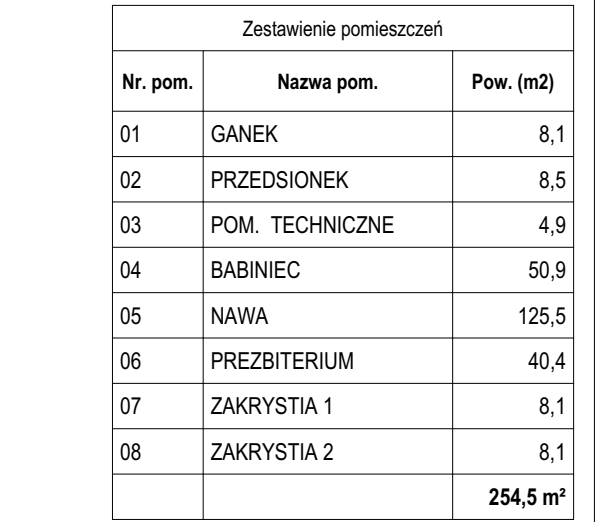 Zestawienie pomieszczeń
Nr. pom. Nazwa pom. Pow. (m2)
01 GANEK 8,1
02 PRZEDSIONEK 8,5
03 POM. TECHNICZNE 4,9
04 BABINIEC 50,9
05 NAWA 125,5
06 PREZBITERIUM 40,4
07 ZAKRYSTIA 1 8,1
08 ZAKRYSTIA 2 8,1
254,5 m²